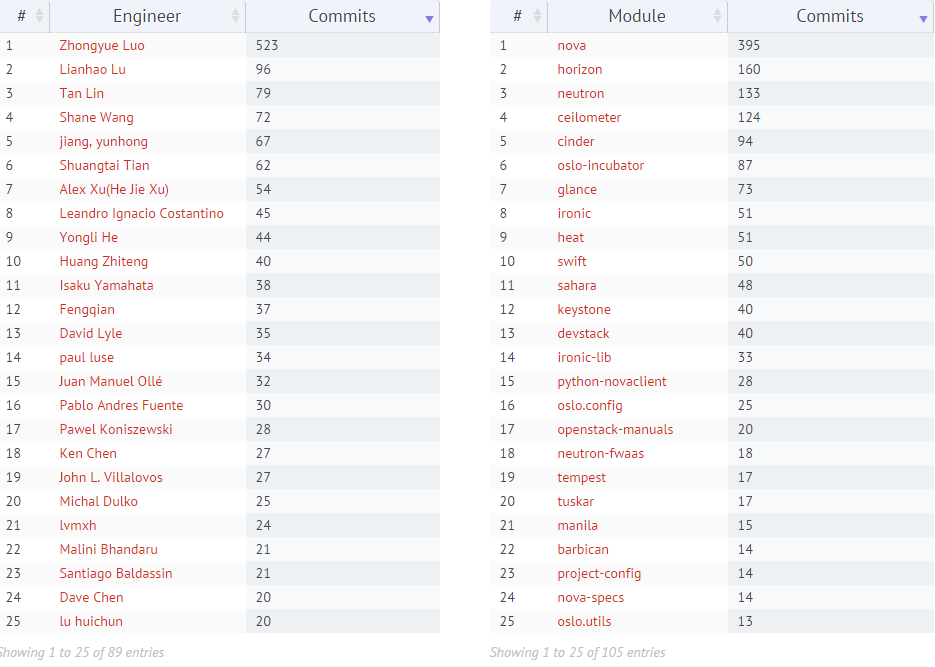 # Engineer Commits
1 Zhongyue Luo 523
2 Lianhao Lu 96
3 Tan Lin 79
4 Shane Wang 72
5 jiang, yunhong 67
6 Shuangtai Tian 62
7 Alex Xu(He Jie Xu) 54
8 Leandro Ignacio Costantino 45
9 Yongli He 44
10 Huang Zhiteng 40
11 Isaku Yamahata 38
12 Fengqian 37
13 David Lyle 35
14 paul luse 34
15 Juan Manuel Ollé 32
16 Pablo Andres Fuente 30
17 Pawel Koniszewski 28
18 Ken Chen 27
19 John L. Villalovos 27
20 Michal Dulko 25
21 lvmxh 24
22 Malini Bhandaru 21
23 Santiago Baldassin 21
24 Dave Chen 20
25 lu huichun 20
Showing 1 to 25 of 89 entries
# Module Commits
1 nova 395
2 horizon 160
3 neutron 133
4 ceilometer 124
5 cinder 94
6 oslo-incubator 87
7 glance 73
8 ironic 51
9 heat 51
10 swift 50
11 sahara 48
12 keystone 40
13 devstack 40
14 ironic-lib 33
15 python-novaclient 28
16 oslo.config 25
17 openstack-manuals 20
18 neutron-fwaas 18
19 tempest 17
20 tuskar 17
21 manila 15
22 barbican 14
23 project-config 14
24 nova-specs 14
25 oslo.utils 13
Showing 1 to 25 of 105 entries